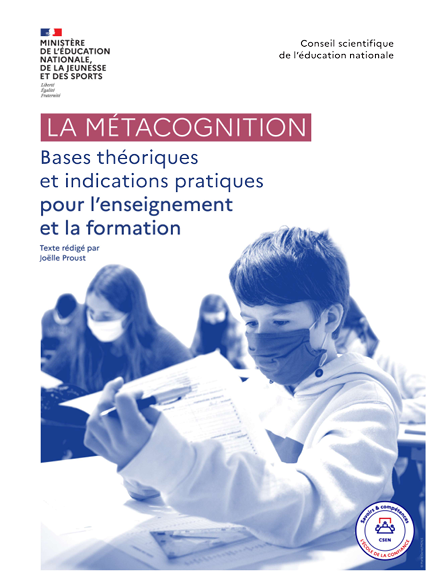 MINISTÈRE
DE L'ÉDUCATION
NATIONALE,
DE LA JEUNESSE
ET DES SPORTS
Liberté
Égalité
Fraternité
Conseil scientifique
de l'éducation nationale
LA MÉTACOGNITION
Bases théoriques
et indications pratiques
pour l'enseignement
et la formation
Texte rédigé par
Joëlle Proust
Savoirs & compétences
CSEN
L'ÉCOLE DE LA CONFIANCE